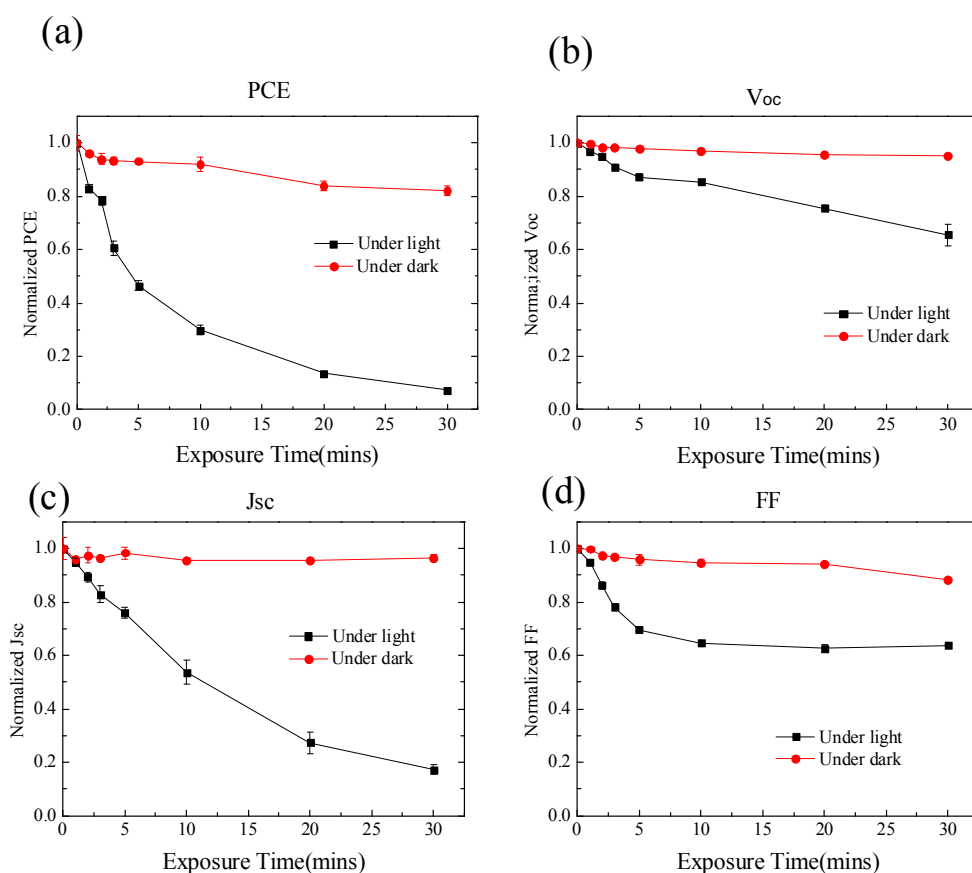 (a)
PCE
Normalized PCE
1.0
0.8
0.6
0.4
0.2
0.0
0
5
10
15
20
25
30
Under light
Under dark
Exposure Time(mins)
(b)
Voc
Norma;ized Voc
1.0
0.8
0.6
0.4
0.2
0.0
0
5
10
15
20
25
30
Under light
Under dark
Exposure Time(mins)
(c)
Jsc
Normalized Jsc
1.0
0.8
0.6
0.4
0.2
0.0
0
5
10
15
20
25
30
Under light
Under dark
Exposure Time(mins)
(d)
FF
Normalized FF
1.0
0.8
0.6
0.4
0.2
0.0
0
5
10
15
20
25
30
Under light
Under dark
Exposure Time(mins)